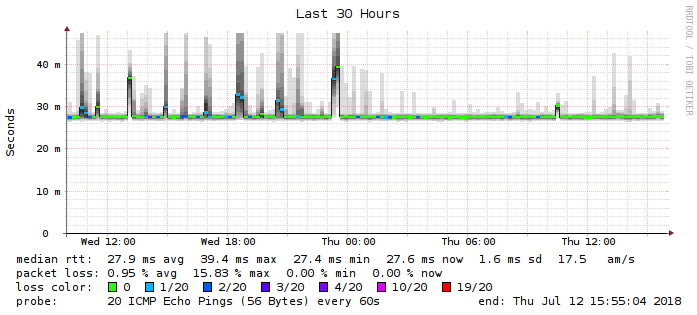 Last 30 Hours
RRDTOOL / TOBI OETIKER
Seconds
40 m
30 m
20 m
10 m
0
Wed 12:00 Wed 18:00 Thu 00:00 Thu 06:00 Thu 12:00
median rtt: 27.9 ms avg 39.4 ms max 27.4 ms min 27.6 ms now 1.6 ms sd 17.5 am/s
packet loss: 0.95 % avg 15.83 % max 0.00 % min 0.00 % now
loss color: 0 1/20 2/20 3/20 4/20 10/20 19/20
probe: 20 ICMP Echo Pings (56 Bytes) every 60s end: Thu Jul 12 15:55:04 2018